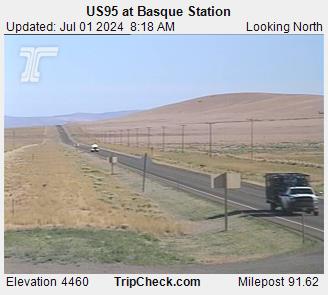 US95 at Basque Station
Updated: Jul 01 2024 8:18 AM Looking North
Elevation 4460 TripCheck.com Milepost 91.62